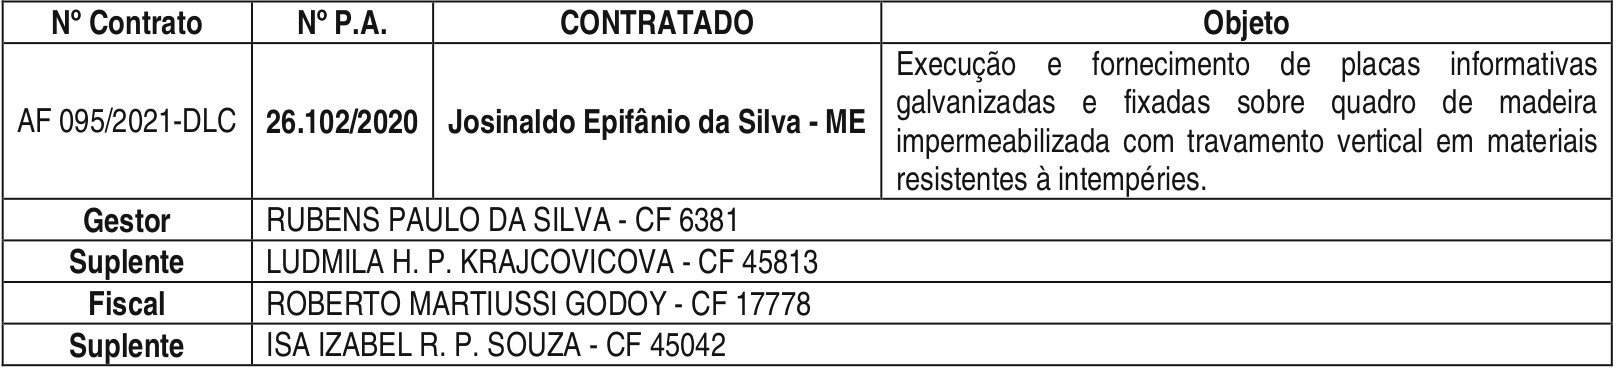 Nº Contrato Nº P.A. CONTRATADO Objeto
AF 095/2021-DLC 26.102/2020 Josinaldo Epifânio da Silva - ME
Execução e fornecimento de placas informativas
galvanizadas e fixadas sobre quadro de madeira
impermeabilizada com travamento vertical em materiais
resistentes à intempéries.
Gestor RUBENS PAULO DA SILVA - CF 6381
Suplente LUDMILA H. P. KRAJCOVICOVA - CF 45813
Fiscal ROBERTO MARTIUSSI GODOY - CF 17778
Suplente ISA IZABEL R. P. SOUZA - CF 45042